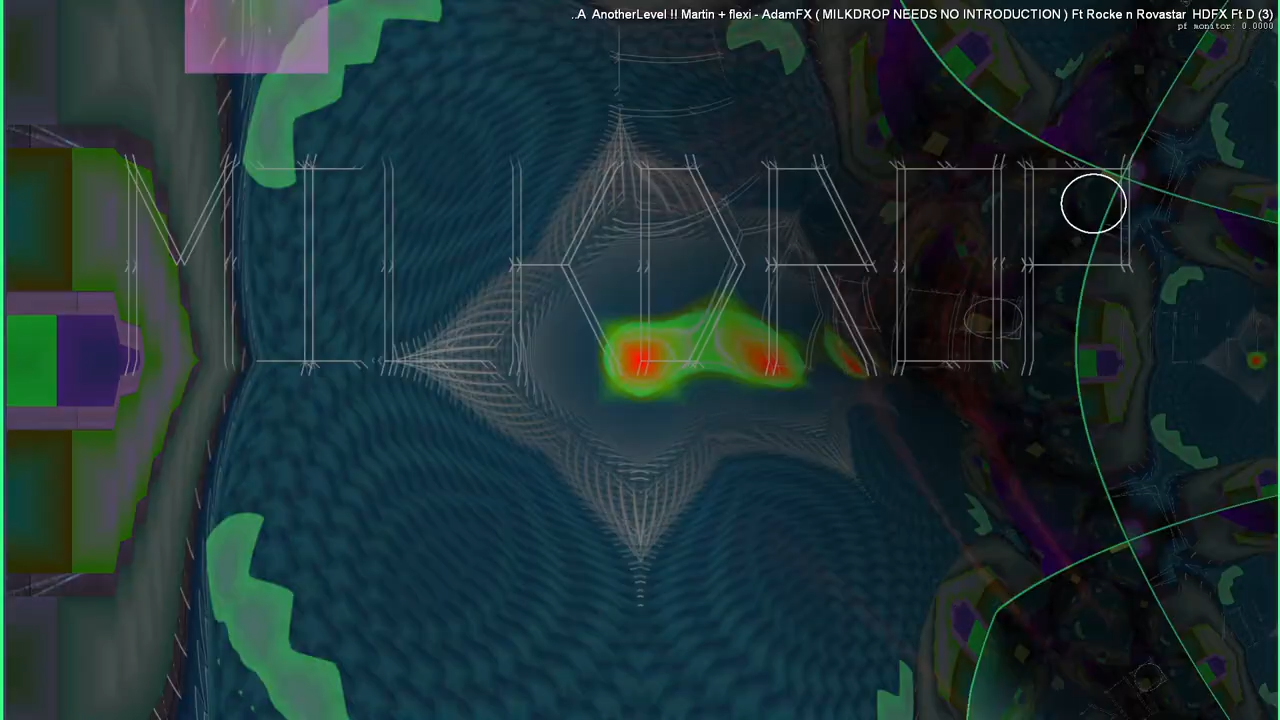 ..A AnotherLevel !! Martin + flexi - AdamFX ( MILKDROP NEEDS NO INTRODUCTION ) Ft Rocke n Rovastar HDFX Ft D (3)
pf monitor: 0.0000
MILKDROP